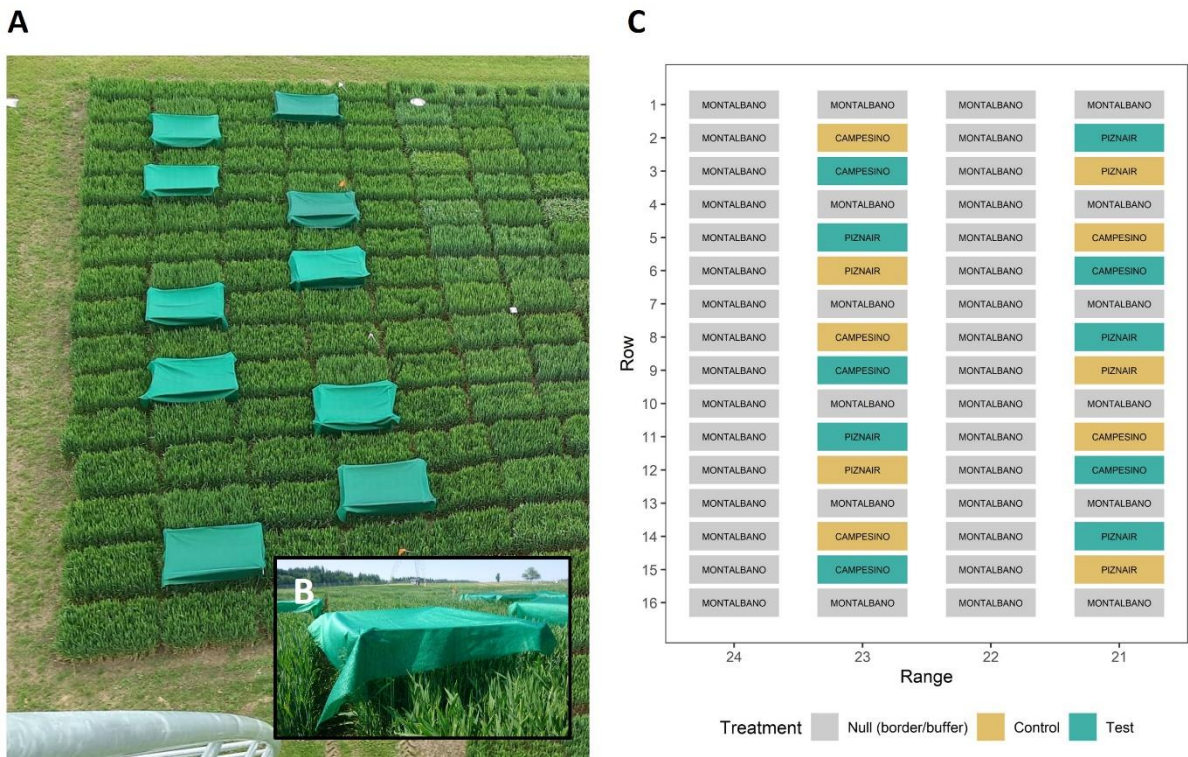 A
C
B
Row
1 MONTALBANO MONTALBANO MONTALBANO MONTALBANO
2 MONTALBANO CAMPESINO MONTALBANO PIZNAIR
3 MONTALBANO CAMPESINO MONTALBANO PIZNAIR
4 MONTALBANO MONTALBANO MONTALBANO MONTALBANO
5 MONTALBANO PIZNAIR MONTALBANO CAMPESINO
6 MONTALBANO PIZNAIR MONTALBANO CAMPESINO
7 MONTALBANO MONTALBANO MONTALBANO MONTALBANO
8 MONTALBANO CAMPESINO MONTALBANO PIZNAIR
9 MONTALBANO CAMPESINO MONTALBANO PIZNAIR
10 MONTALBANO MONTALBANO MONTALBANO MONTALBANO
11 MONTALBANO PIZNAIR MONTALBANO CAMPESINO
12 MONTALBANO PIZNAIR MONTALBANO CAMPESINO
13 MONTALBANO MONTALBANO MONTALBANO MONTALBANO
14 MONTALBANO CAMPESINO MONTALBANO PIZNAIR
15 MONTALBANO CAMPESINO MONTALBANO PIZNAIR
16 MONTALBANO MONTALBANO MONTALBANO MONTALBANO
24 23 22 21
Range
Treatment Null (border/buffer) Control Test